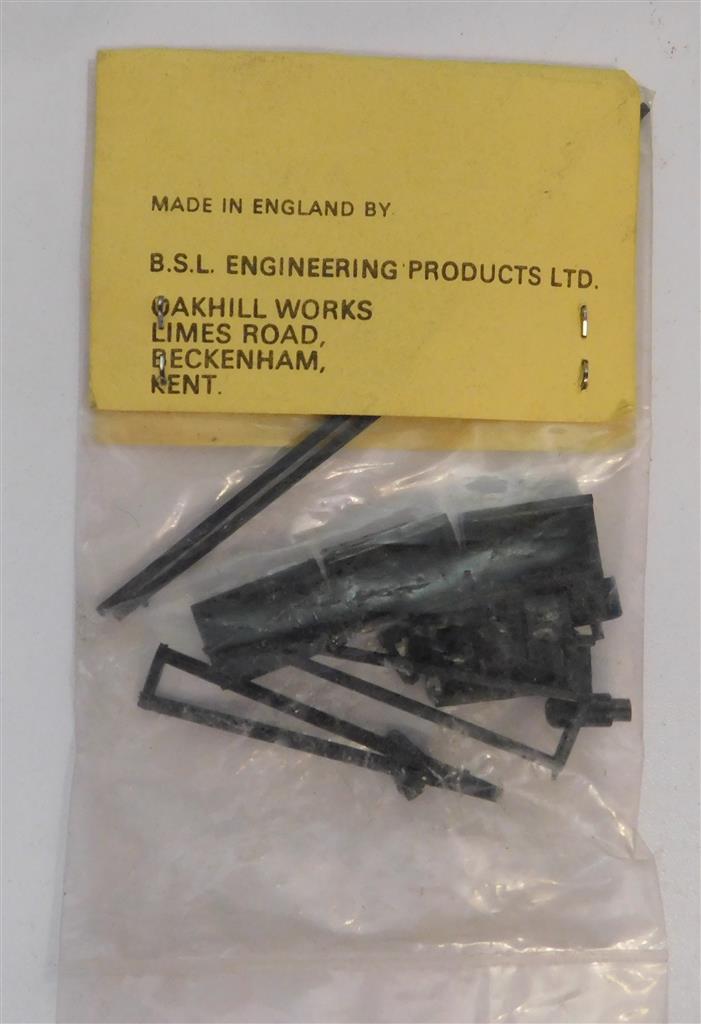 MADE IN ENGLAND BY
B.S.L. ENGINEERING PRODUCTS LTD.
OAKHILL WORKS
LIMES ROAD,
BECKENHAM,
KENT.